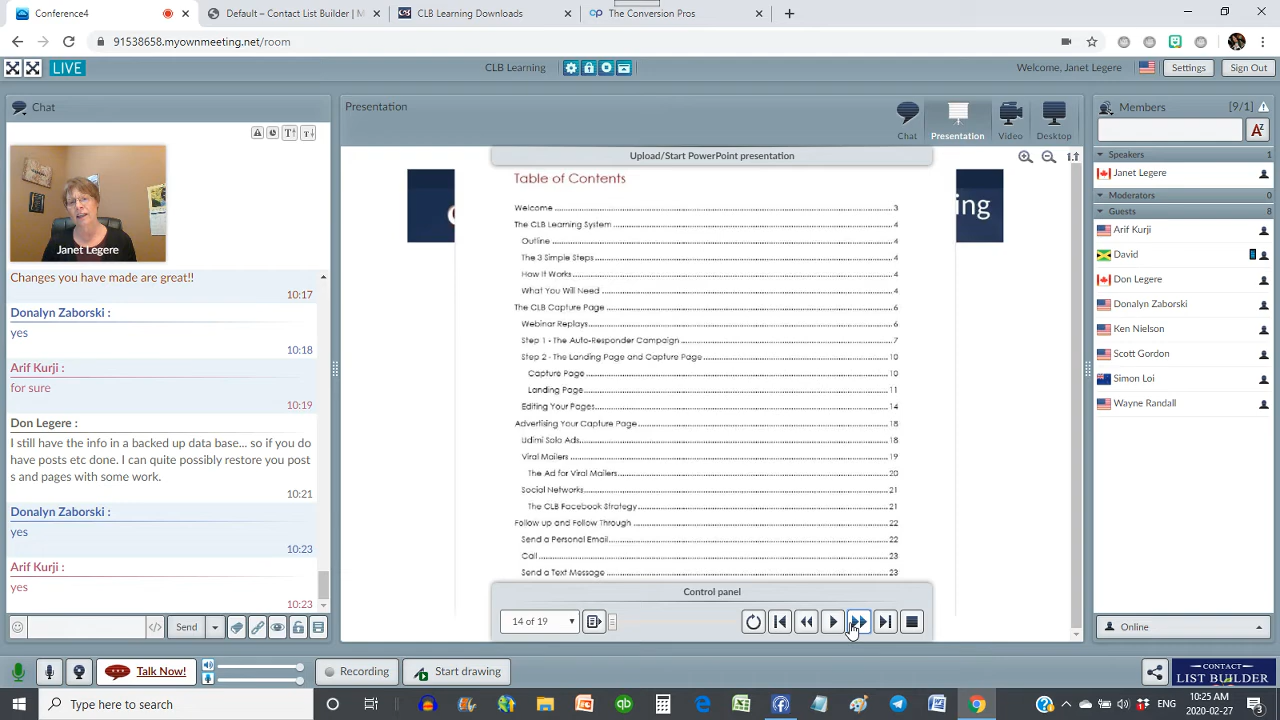 Conference4
Default – Contact List Builder | M
CLB Learning Downloads
The Conversion Pros
91538658.myownmeeting.net/room
LIVE
CLB Learning
Welcome, Janet Legere
Settings
Sign Out
Chat
Presentation
Chat
Presentation
Video
Desktop
Members
[9/1]
Upload/Start PowerPoint presentation
1:1
Janet Legere
Changes you have made are great!!
10:17
Donalyn Zaborski :
yes
10:18
Arif Kurji :
for sure
10:19
Don Legere :
I still have the info in a backed up data base... so if you do
have posts etc done. I can quite possibly restore you post
s and pages with some work.
10:21
Donalyn Zaborski :
yes
10:23
Arif Kurji :
yes
10:23
Send
Table of Contents
Welcome 3
The CLB Learning System 4
Outline 4
The 3 Simple Steps 4
How It Works 4
What You Will Need 4
The CLB Capture Page 6
Webinar Replays 6
Step 1 - The Auto-Responder Campaign 7
Step 2 - The Landing Page and Capture Page 10
Capture Page 10
Landing Page 11
Editing Your Pages 14
Advertising Your Capture Page 18
Udimi Solo Ads 18
Viral Mailers 19
The Ad for Viral Mailers 20
Social Networks 21
The CLB Facebook Strategy 21
Follow up and Follow Through 22
Send a Personal Email 22
Call 23
Send a Text Message 23
ing
Control panel
14 of 19
Speakers 1
Janet Legere
Moderators 0
Guests 8
Arif Kurji
David
Don Legere
Donalyn Zaborski
Ken Nielson
Scott Gordon
Simon Loi
Wayne Randall
Online
Talk Now!
Recording
Start drawing
CONTACT
LIST BUILDER
Type here to search
10:25 AM
2020-02-27